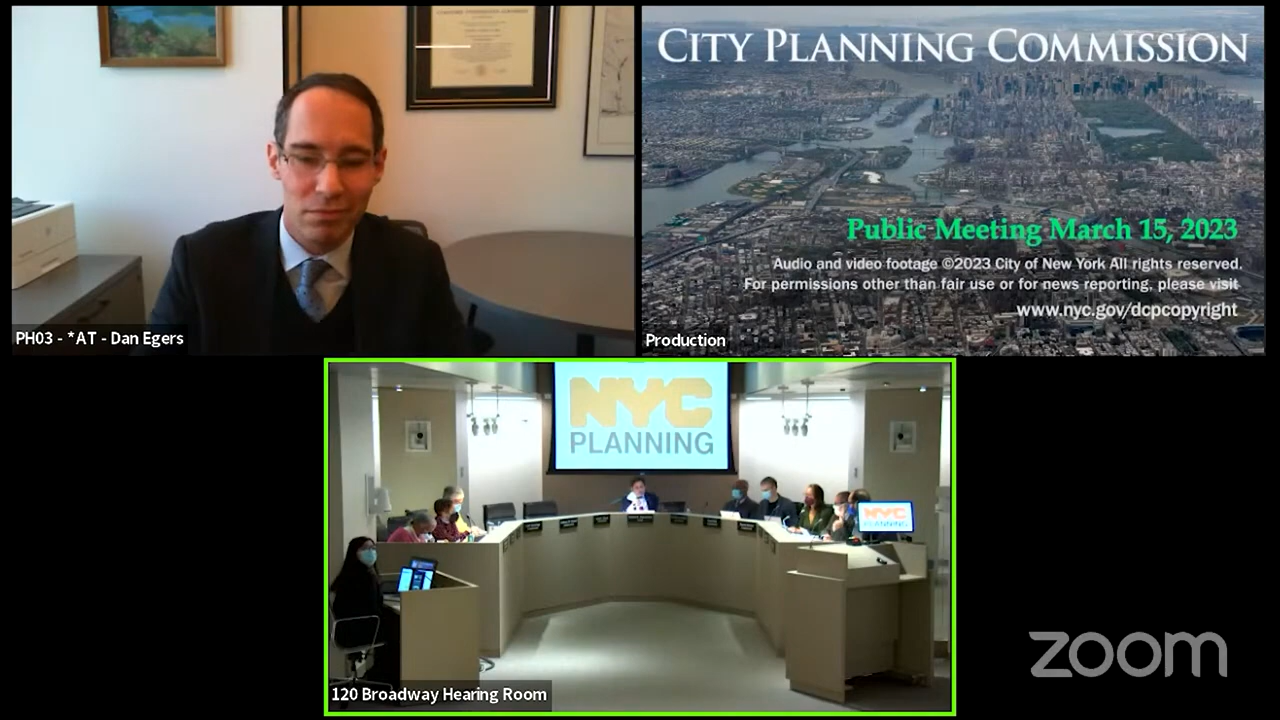 CITY PLANNING COMMISSION
Public Meeting March 15, 2023
Audio and video footage ©2023 City of New York All rights reserved.
For permissions other than fair use or for news reporting, please visit
www.nyc.gov/dcpcopyright
PH03 - *AT - Dan Egers
Production
NYC
PLANNING
NYC
PLANNING
120 Broadway Hearing Room
zoom